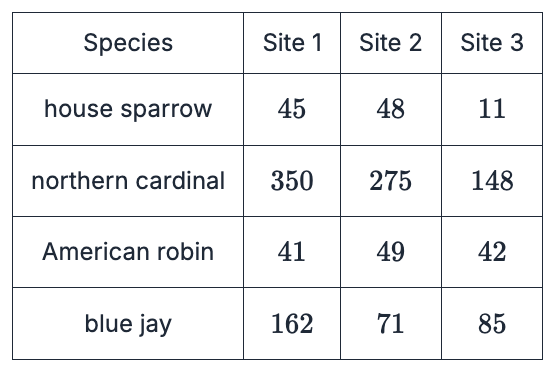 Species Site 1 Site 2 Site 3
house sparrow 45 48 11
northern cardinal 350 275 148
American robin 41 49 42
blue jay 162 71 85